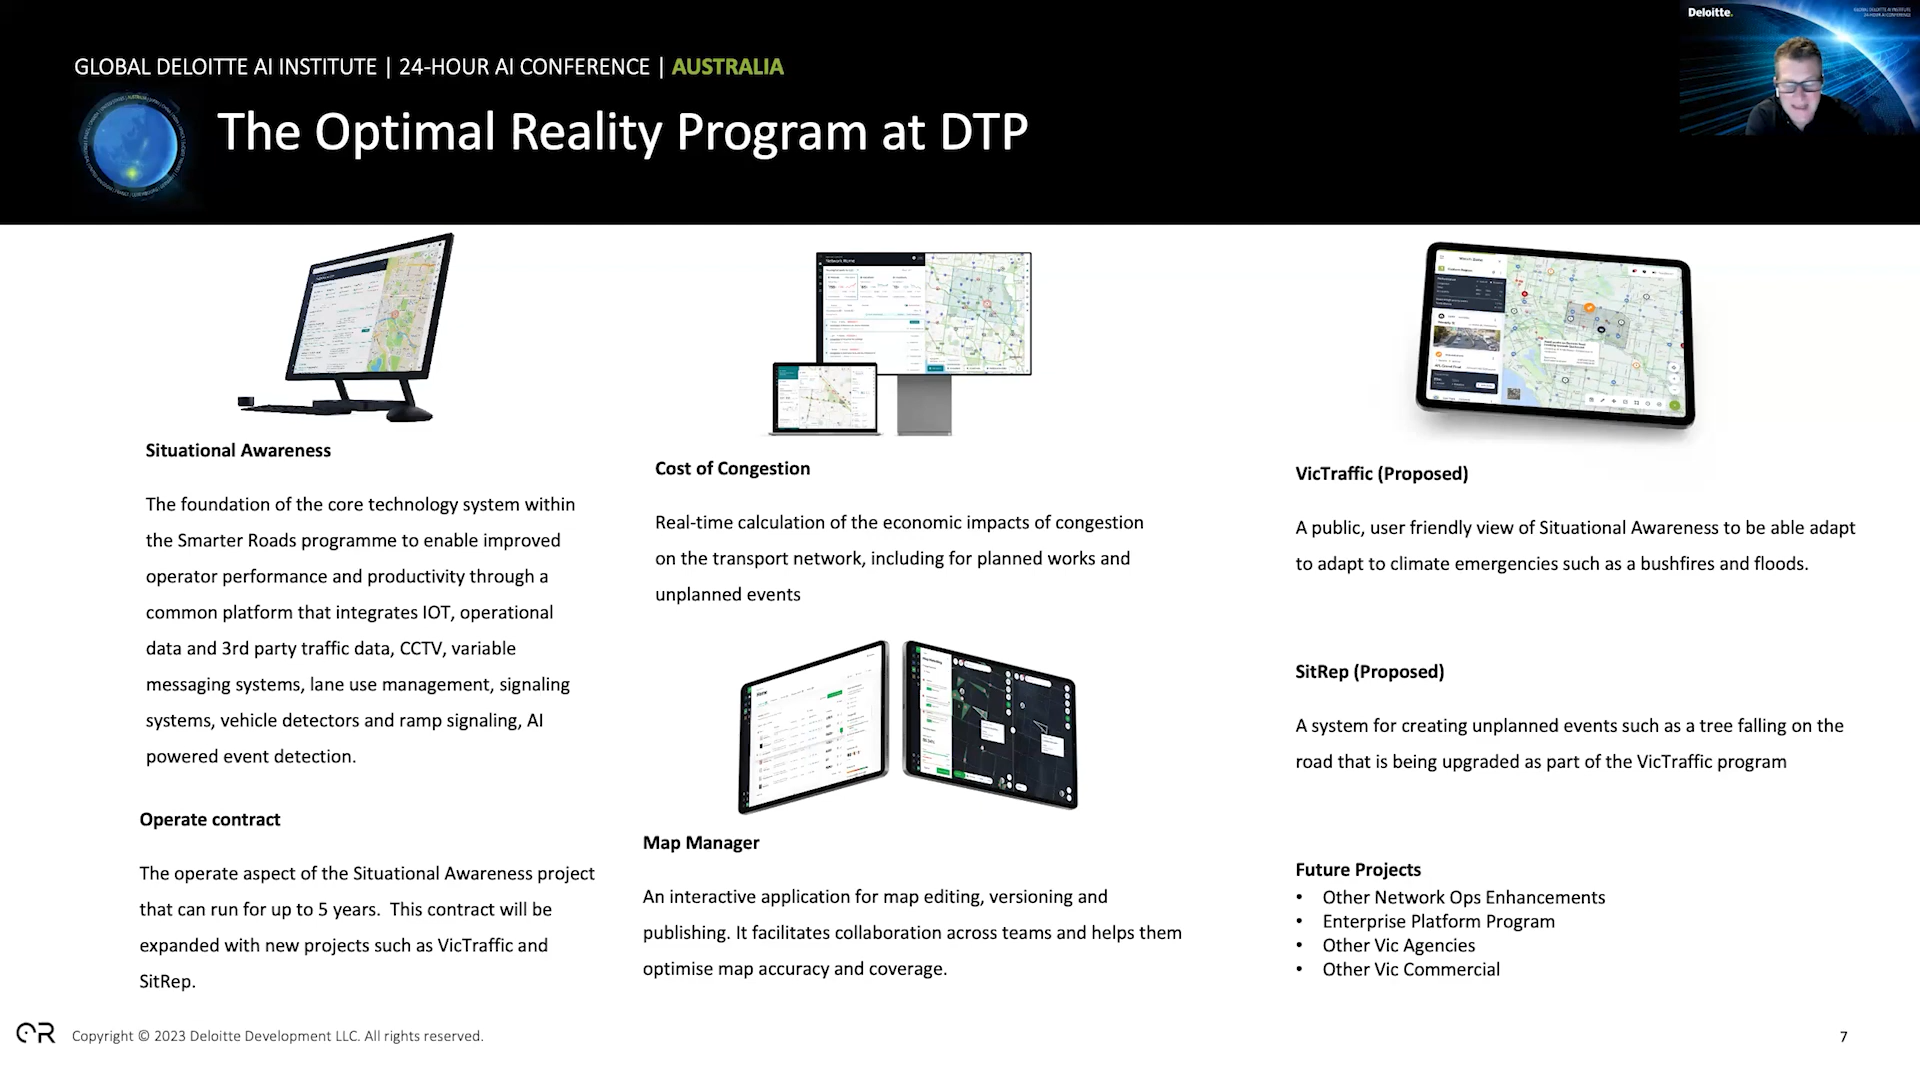 GLOBAL DELOITTE AI INSTITUTE | 24-HOUR AI CONFERENCE | AUSTRALIA
The Optimal Reality Program at DTP
Deloitte.
Situational Awareness
The foundation of the core technology system within
the Smarter Roads programme to enable improved
operator performance and productivity through a
common platform that integrates IOT, operational
data and 3rd party traffic data, CCTV, variable
messaging systems, lane use management, signaling
systems, vehicle detectors and ramp signaling, AI
powered event detection.
Operate contract
The operate aspect of the Situational Awareness project
that can run for up to 5 years.  This contract will be
expanded with new projects such as VicTraffic and
SitRep.
Cost of Congestion
Real-time calculation of the economic impacts of congestion
on the transport network, including for planned works and
unplanned events
Map Manager
An interactive application for map editing, versioning and
publishing. It facilitates collaboration across teams and helps them
optimise map accuracy and coverage.
VicTraffic (Proposed)
A public, user friendly view of Situational Awareness to be able adapt
to adapt to climate emergencies such as a bushfires and floods.
SitRep (Proposed)
A system for creating unplanned events such as a tree falling on the
road that is being upgraded as part of the VicTraffic program
Future Projects
• Other Network Ops Enhancements
• Enterprise Platform Program
• Other Vic Agencies
• Other Vic Commercial
OR Copyright © 2023 Deloitte Development LLC. All rights reserved.
7